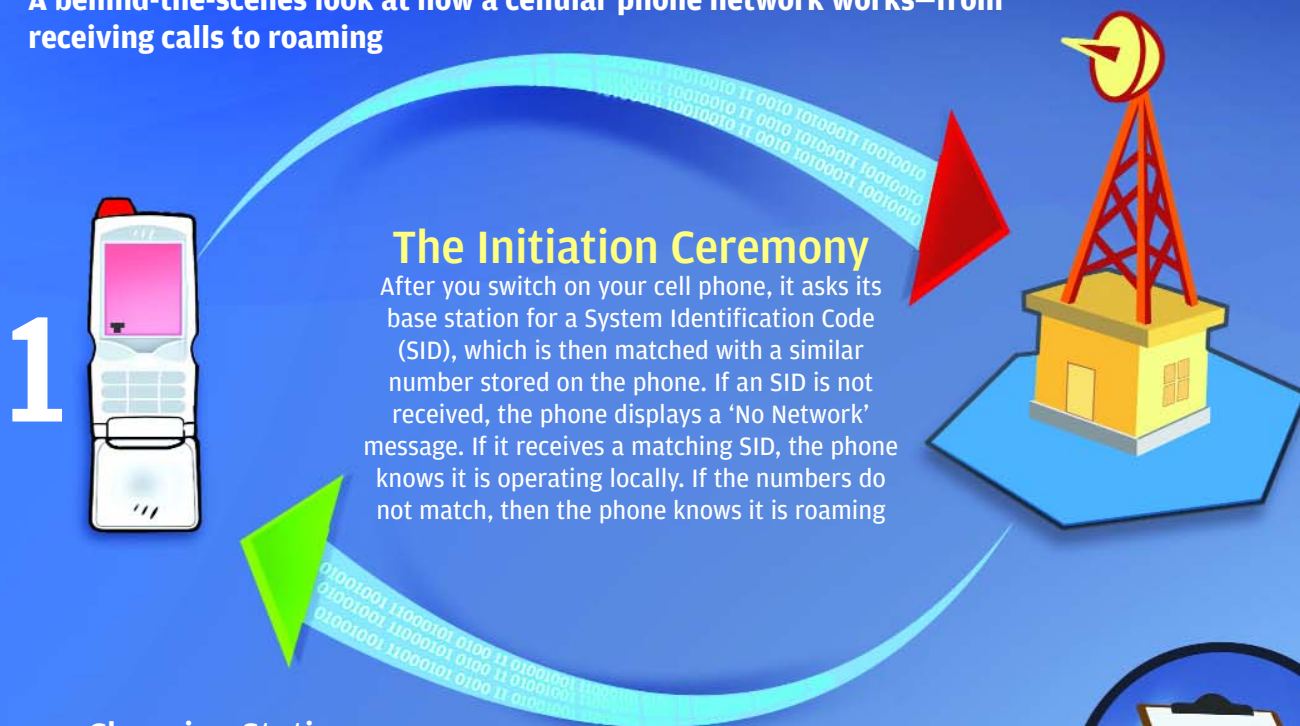 A behind-the-scenes look at how a cellular phone network works—from
receiving calls to roaming
1
The Initiation Ceremony
After you switch on your cell phone, it asks its
base station for a System Identification Code
(SID), which is then matched with a similar
number stored on the phone. If an SID is not
received, the phone displays a ‘No Network’
message. If it receives a matching SID, the phone
knows it is operating locally. If the numbers do
not match, then the phone knows it is roaming